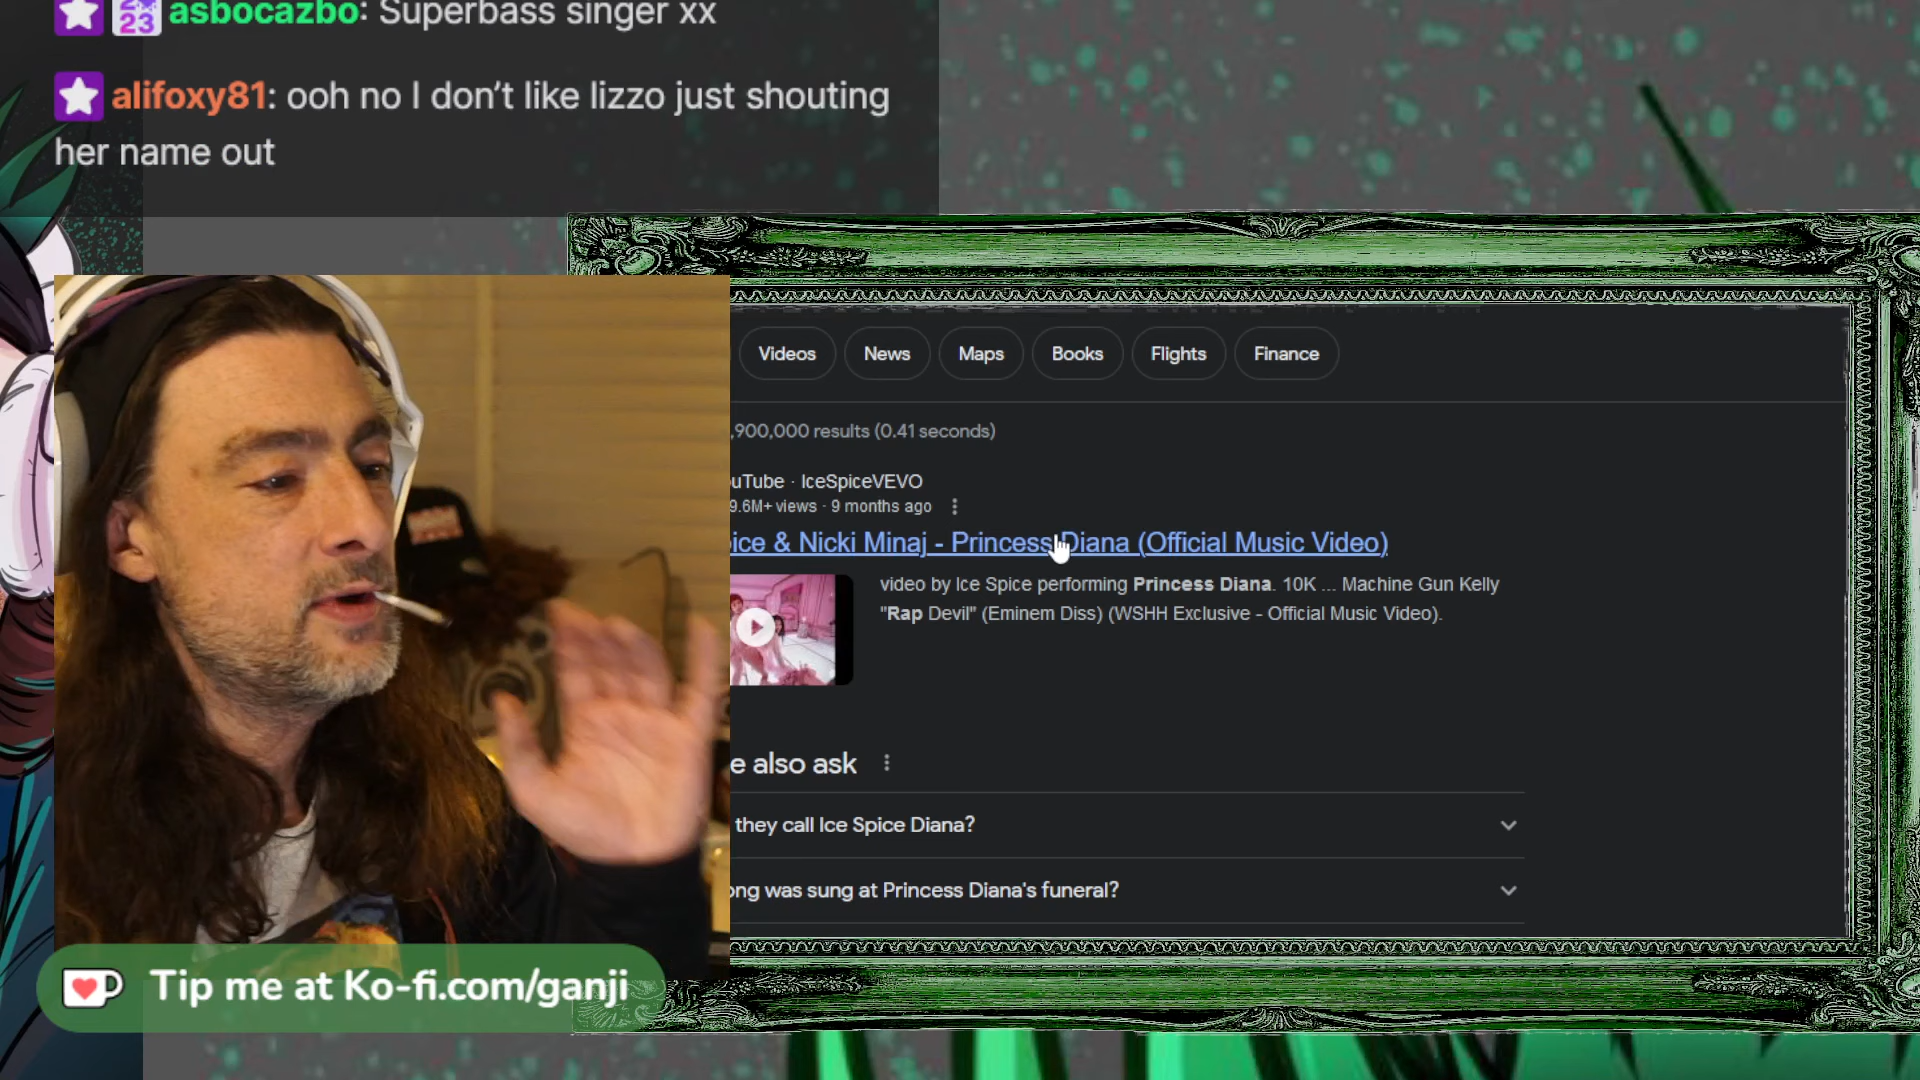 23 asbocazbo: Superbass singer xx
alifoxy81: ooh no I don't like lizzo just shouting
her name out
Videos News Maps Books Flights Finance
,900,000 results (0.41 seconds)
uTube · IceSpiceVEVO
9.6M+ views · 9 months ago
ice & Nicki Minaj - Princess Diana (Official Music Video)
video by Ice Spice performing Princess Diana. 10K ... Machine Gun Kelly
"Rap Devil" (Eminem Diss) (WSHH Exclusive - Official Music Video).
e also ask
they call Ice Spice Diana?
ong was sung at Princess Diana's funeral?
Tip me at Ko-fi.com/ganji